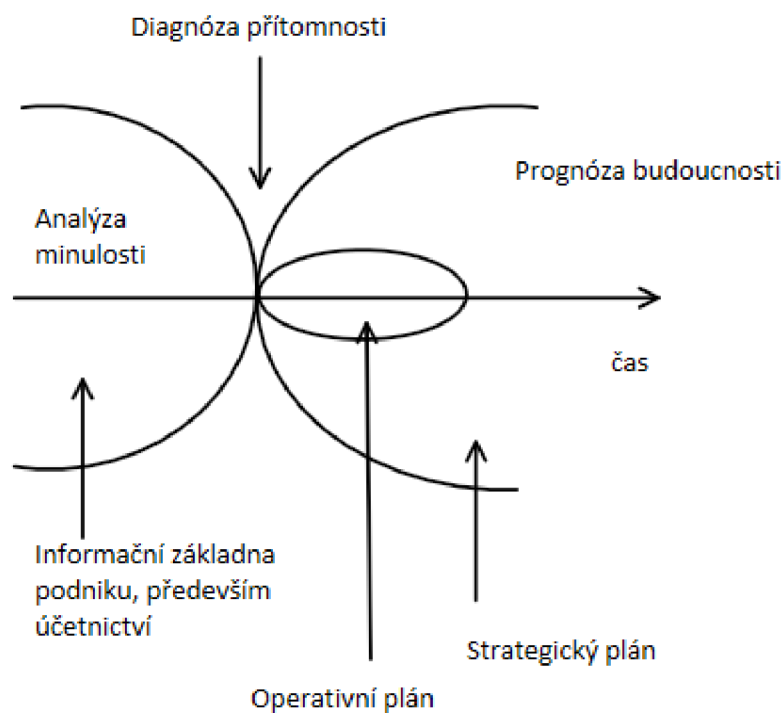 Diagnóza přítomnosti
Prognóza budoucnosti
Analýza
minulosti
čas
Informační základna
podniku, především
účetnictví
Strategický plán
Operativní plán